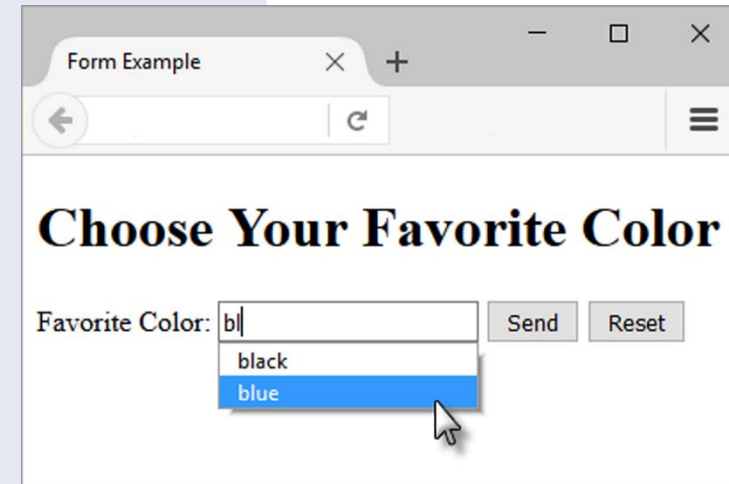 Form Example
Choose Your Favorite Color
Favorite Color: bl Send Reset
black
blue